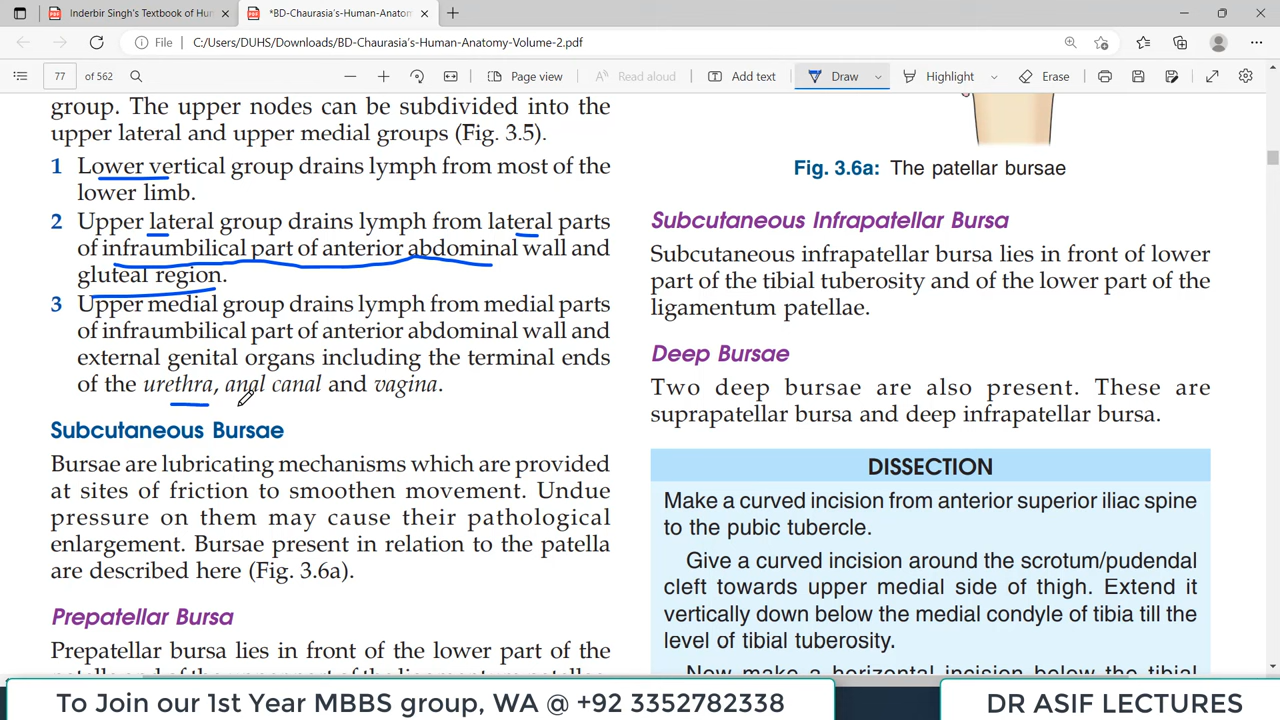 Inderbir Singh's Textbook of Hu
*BD-Chaurasia's-Human-Anatom
File
C:/Users/DUHS/Downloads/BD-Chaurasia's-Human-Anatomy-Volume-2.pdf
77 of 562
Page view
Read aloud
Add text
Draw
Highlight
Erase
group. The upper nodes can be subdivided into the
upper lateral and upper medial groups (Fig. 3.5).
1 Lower vertical group drains lymph from most of the
lower limb.
2 Upper lateral group drains lymph from lateral parts
of infraumbilical part of anterior abdominal wall and
gluteal region.
3 Upper medial group drains lymph from medial parts
of infraumbilical part of anterior abdominal wall and
external genital organs including the terminal ends
of the urethra, anal canal and vagina.
Subcutaneous Bursae
Bursae are lubricating mechanisms which are provided
at sites of friction to smoothen movement. Undue
pressure on them may cause their pathological
enlargement. Bursae present in relation to the patella
are described here (Fig. 3.6a).
Prepatellar Bursa
Prepatellar bursa lies in front of the lower part of the
Fig. 3.6a: The patellar bursae
Subcutaneous Infrapatellar Bursa
Subcutaneous infrapatellar bursa lies in front of lower
part of the tibial tuberosity and of the lower part of the
ligamentum patellae.
Deep Bursae
Two deep bursae are also present. These are
suprapatellar bursa and deep infrapatellar bursa.
DISSECTION
Make a curved incision from anterior superior iliac spine
to the pubic tubercle.
Give a curved incision around the scrotum/pudendal
cleft towards upper medial side of thigh. Extend it
vertically down below the medial condyle of tibia till the
level of tibial tuberosity.
Now make a horizontal incision below the tibial
To Join our 1st Year MBBS group, WA @ +92 3352782338
DR ASIF LECTURES